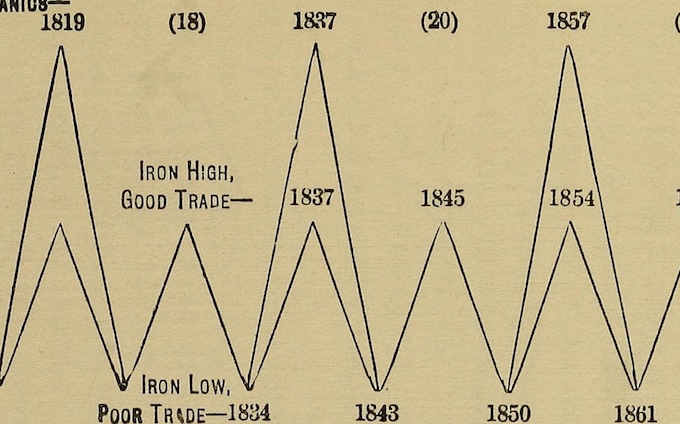 1819 (18) 1837 (20) 1857
IRON HIGH,
GOOD TRADE— 1837 1845 1854
IRON LOW,
POOR TRADE—1834 1843 1850 1861